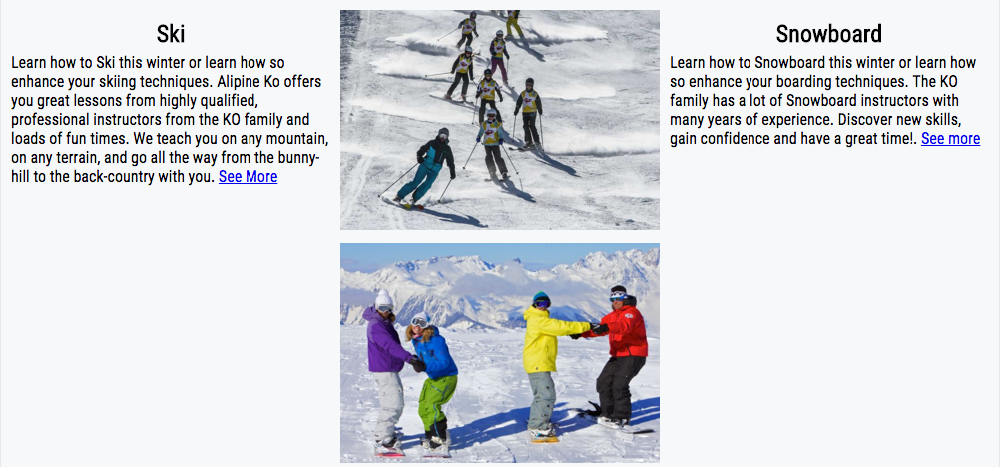 Ski
Learn how to Ski this winter or learn how so
enhance your skiing techniques. Alipine Ko offers
you great lessons from highly qualified,
professional instructors from the KO family and
loads of fun times. We teach you on any mountain,
on any terrain, and go all the way from the bunny-
hill to the back-country with you. See More
Snowboard
Learn how to Snowboard this winter or learn how
so enhance your boarding techniques. The KO
family has a lot of Snowboard instructors with
many years of experience. Discover new skills,
gain confidence and have a great time!. See more